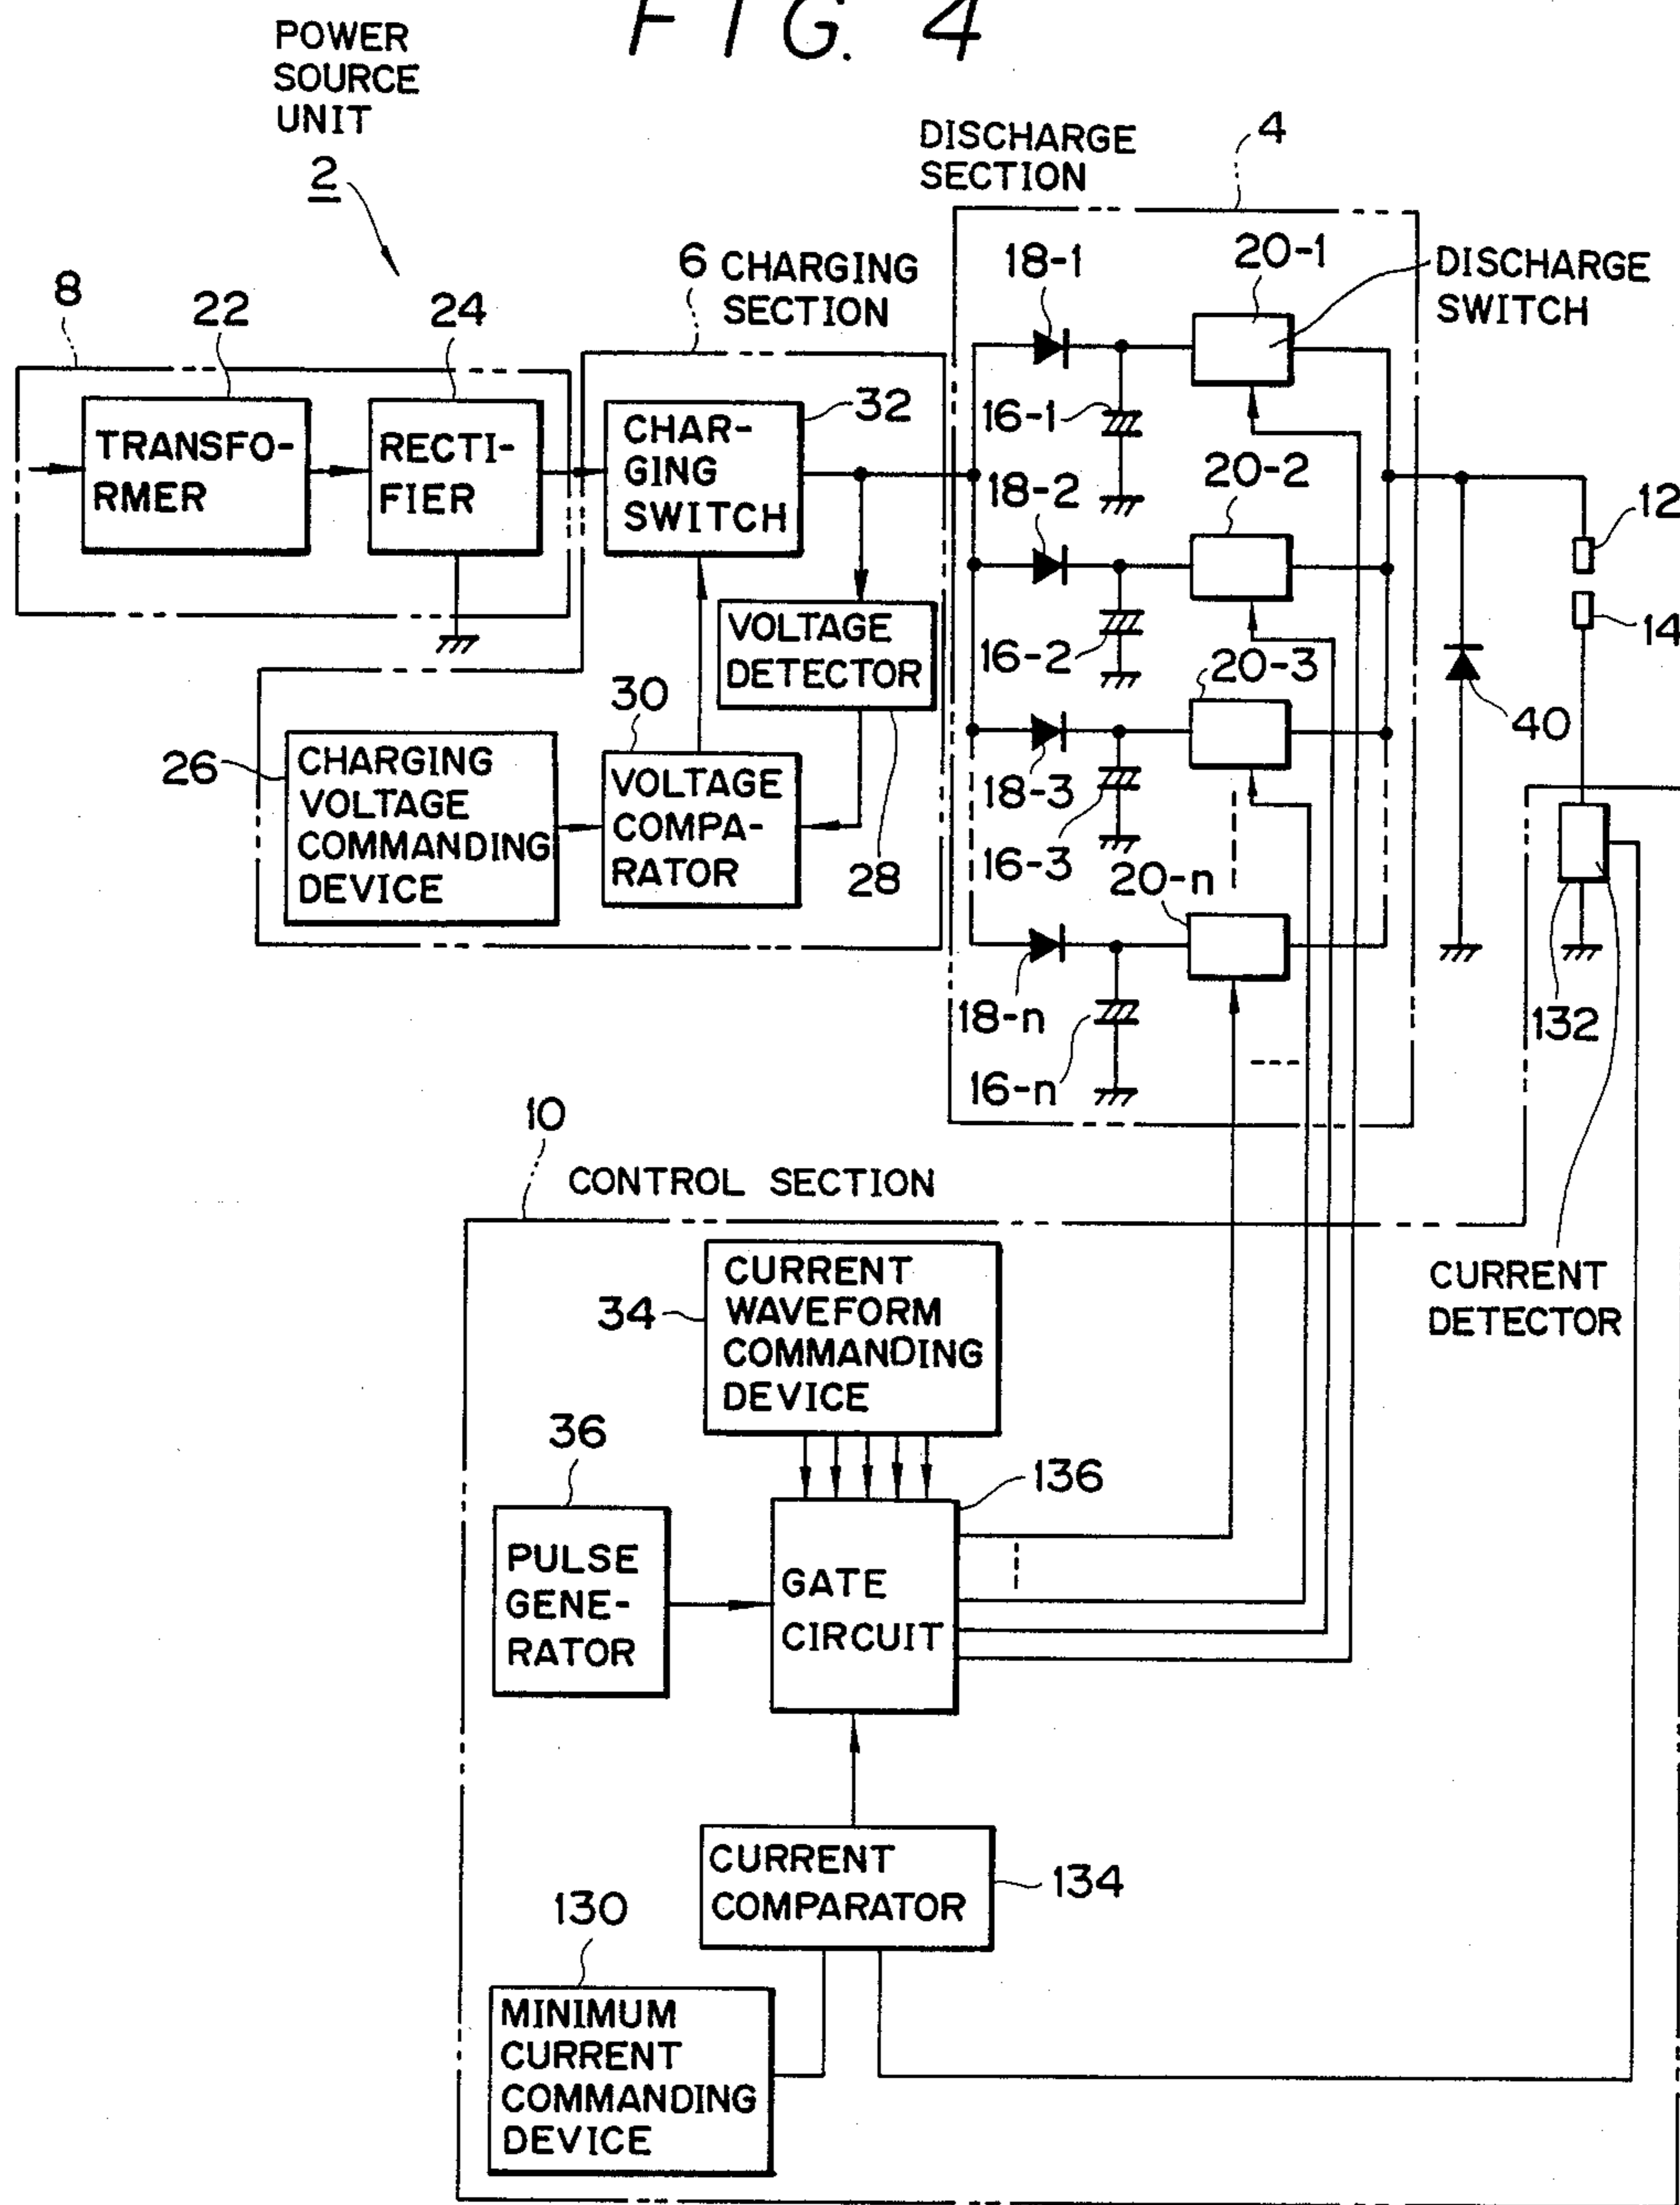 FIG. 4
POWER
SOURCE
UNIT
2
DISCHARGE
SECTION
4
8
22
24
6 CHARGING
SECTION
18-1
20-1
DISCHARGE
SWITCH
TRANSFO-
RMER
RECTI-
FIER
CHAR-
GING
SWITCH
32
16-1
18-2
20-2
12
14
VOLTAGE
DETECTOR
16-2
20-3
30
40
26
CHARGING
VOLTAGE
COMMANDING
DEVICE
VOLTAGE
COMPA-
RATOR
28
18-3
16-3
20-n
18-n
16-n
132
10
CONTROL SECTION
CURRENT
DETECTOR
34
CURRENT
WAVEFORM
COMMANDING
DEVICE
36
136
PULSE
GENE-
RATOR
GATE
CIRCUIT
CURRENT
COMPARATOR
134
130
MINIMUM
CURRENT
COMMANDING
DEVICE